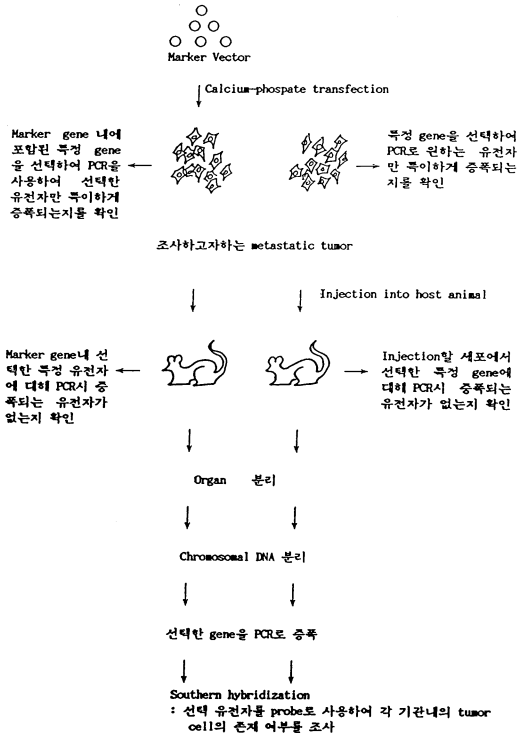 Marker Vector
Calcium-phospate transfection
Marker gene 내에
포함된 특정 gene
을 선택하여 PCR을
사용하여 선택한
유전자만 특이하게
증폭되는지를 확인
특정 gene을 선택하여
PCR로 원하는 유전자
만 특이하게 증폭되는
지를 확인
조사하고자하는 metastatic tumor
Injection into host animal
Marker gene내 선
택한 특정 유전자
에 대해 PCR시 증
폭되는 유전자가
없는지 확인
Injection할 세포에서
선택한 특정 gene에
대해 PCR시 중폭되는
유전자가 없는지 확인
Organ 분리
Chromosomal DNA 분리
선택한 gene을 PCR로 증폭
Southern hybridization
: 선택 유전자를 probe로 사용하여 각 기관내의 tumor
cell의 존재 여부를 조사